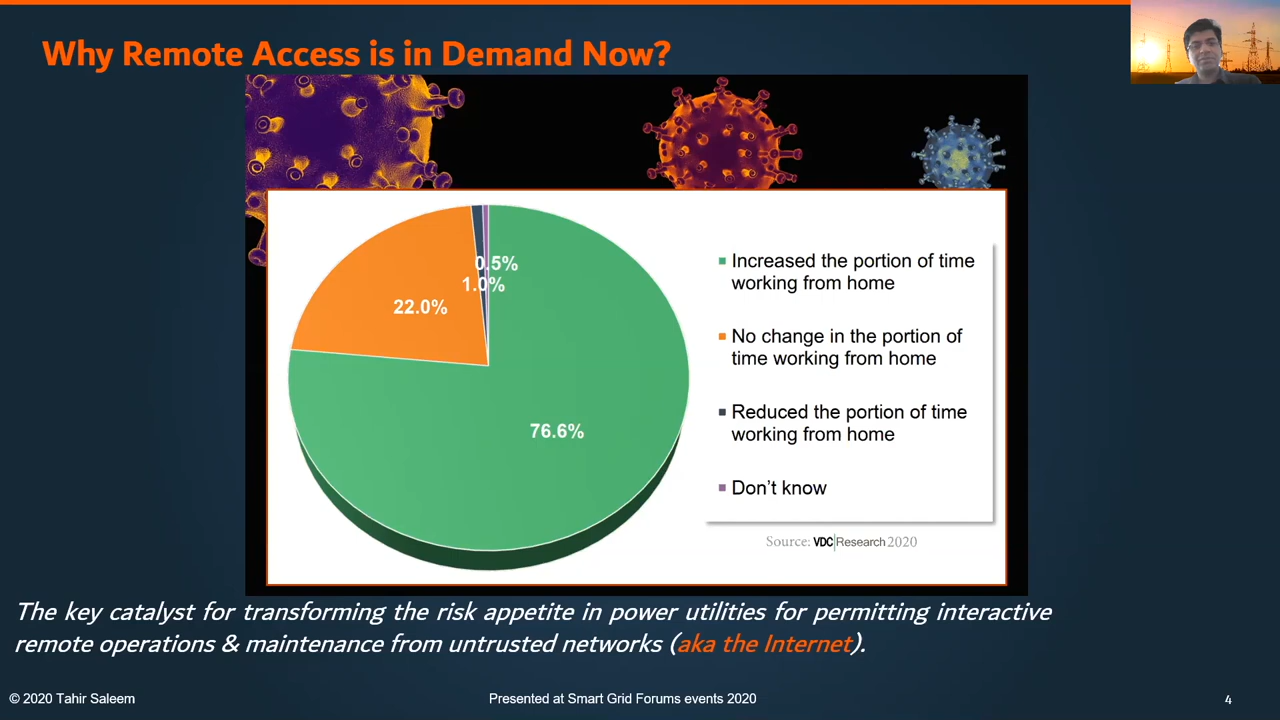 Why Remote Access is in Demand Now?
0.5%
1.0%
22.0%
76.6%
Increased the portion of time
working from home
No change in the portion of
time working from home
Reduced the portion of time
working from home
Don't know
Source: VDC Research 2020
The key catalyst for transforming the risk appetite in power utilities for permitting interactive
remote operations & maintenance from untrusted networks (aka the Internet).
© 2020 Tahir Saleem
Presented at Smart Grid Forums events 2020
4